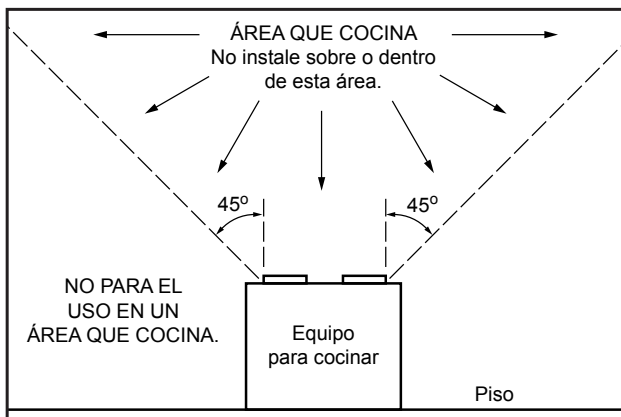 ÁREA QUE COCINA
No instale sobre o dentro
de esta área.
45º
45º
NO PARA EL
USO EN UN
ÁREA QUE COCINA.
Equipo
para cocinar
Piso